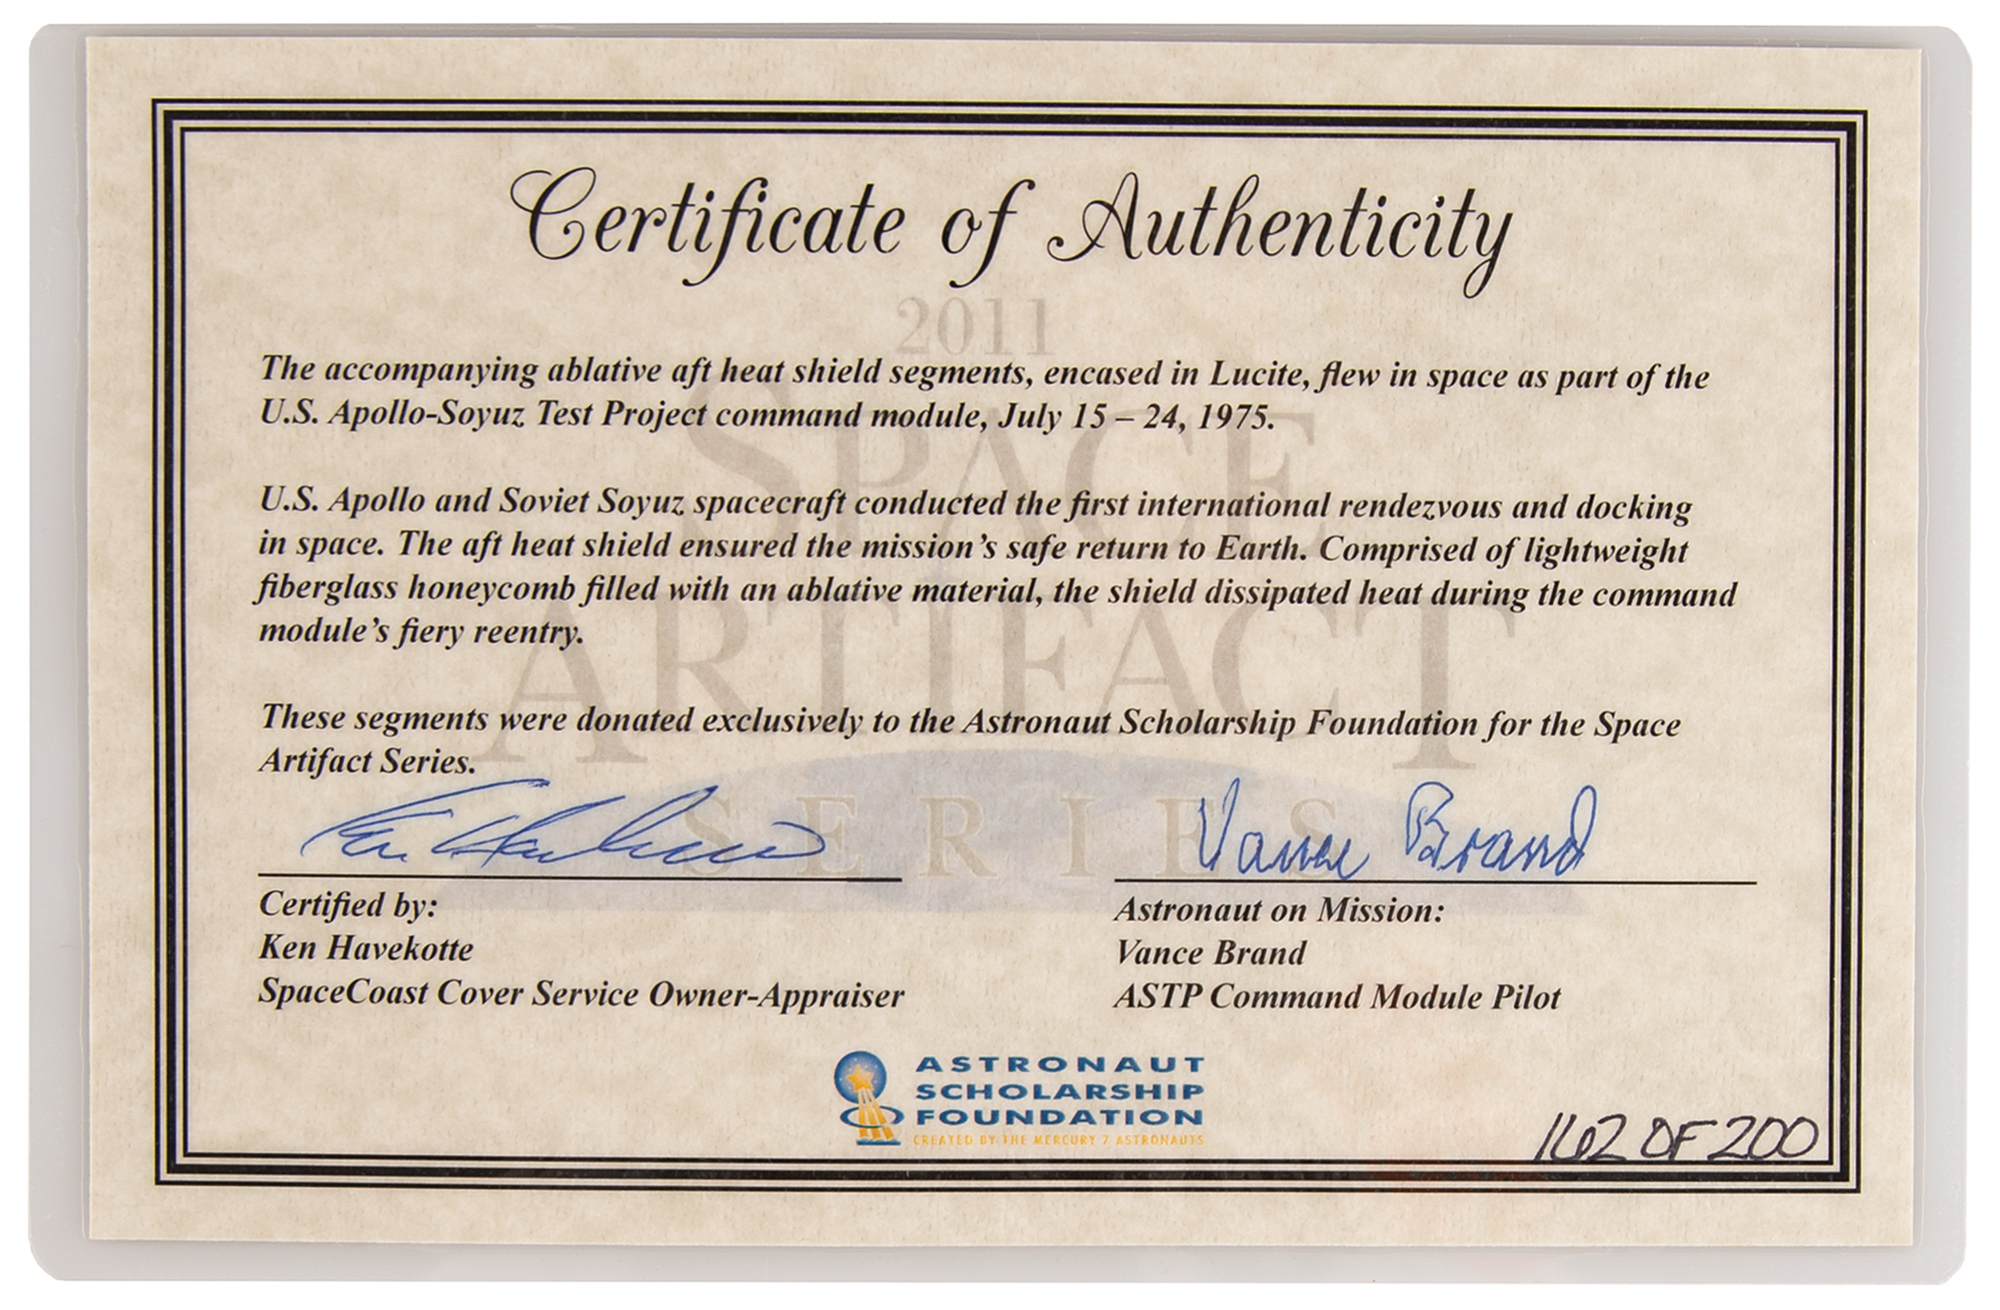 Certificate of Authenticity
2011
The accompanying ablative aft heat shield segments, encased in Lucite, flew in space as part of the
U.S. Apollo-Soyuz Test Project command module, July 15 – 24, 1975.
SPACE
U.S. Apollo and Soviet Soyuz spacecraft conducted the first international rendezvous and docking
in space. The aft heat shield ensured the mission's safe return to Earth. Comprised of lightweight
fiberglass honeycomb filled with an ablative material, the shield dissipated heat during the command
module's fiery reentry.
ARTIFACT
These segments were donated exclusively to the Astronaut Scholarship Foundation for the Space
Artifact Series.
SERIES
Ken Havekotte
Vance Brand
Certified by:
Ken Havekotte
SpaceCoast Cover Service Owner-Appraiser
Astronaut on Mission:
Vance Brand
ASTP Command Module Pilot
ASTRONAUT
SCHOLARSHIP
FOUNDATION
CREATED BY THE MERCURY 7 ASTRONAUTS
162 OF 200